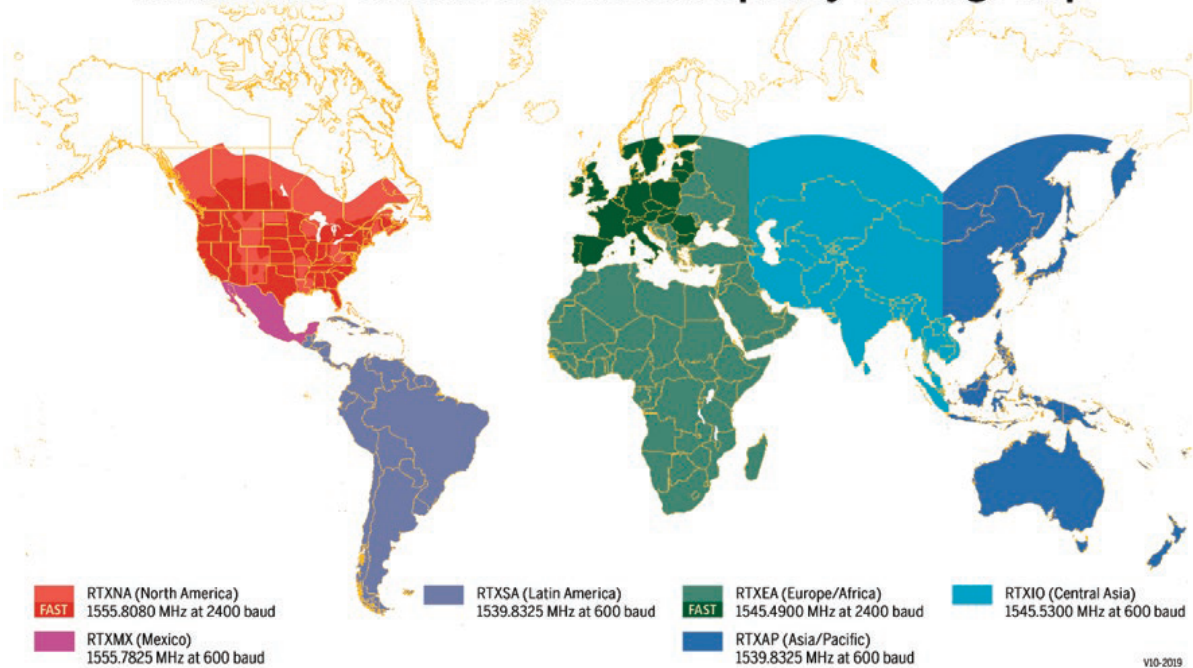 FAST
RTXNA (North America)
1555.8080 MHz at 2400 baud
RTXMX (Mexico)
1555.7825 MHz at 600 baud
RTXSA (Latin America)
1539.8325 MHz at 600 baud
FAST
RTXEA (Europe/Africa)
1545.4900 MHz at 2400 baud
RTXAP (Asia/Pacific)
1539.8325 MHz at 600 baud
RTXIO (Central Asia)
1545.5300 MHz at 600 baud
V10-2019